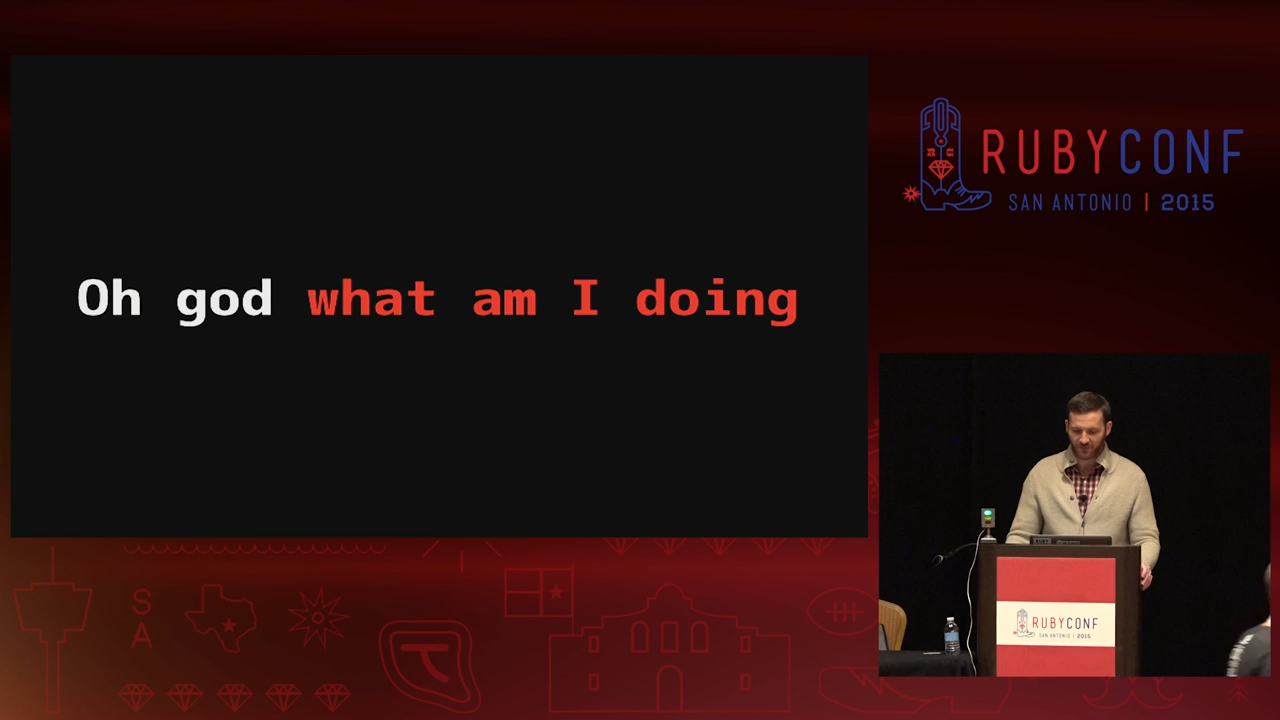 Oh god what am I doing
RUBYCONF
SAN ANTONIO | 2015
S
A
RUBYCONF
SAN ANTONIO | 2015